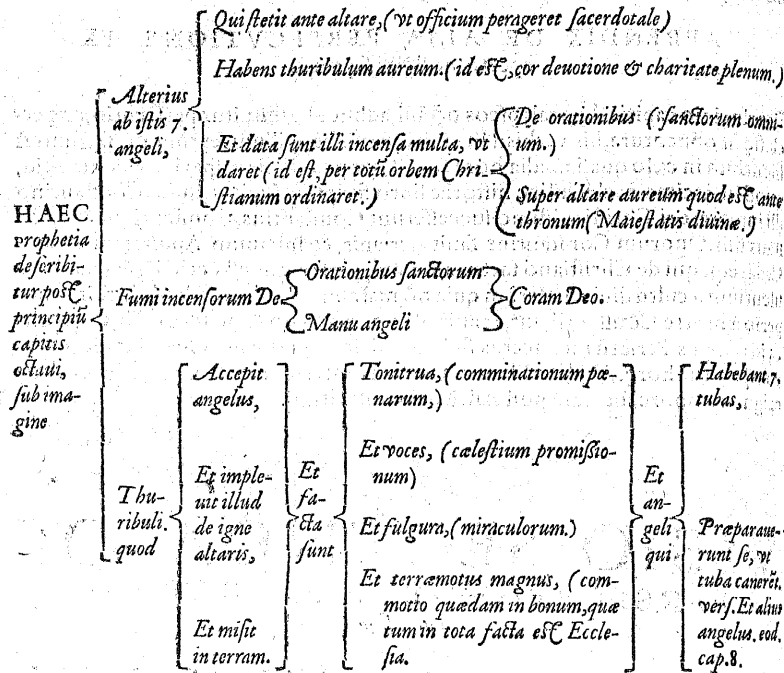 HAEC
prophetia
describi-
tur post
principiū
capitis
octaui,
sub ima-
gine
Alterius
ab istis 7.
angeli,
Qui stetit ante altare, (vt officium perageret sacerdotale)
Habens thuribulum aureum. (id est, cor deuotione & charitate plenum.)
Et data sunt illi incensa multa, vt
daret (id est, per totū orbem Chri-
stianum ordinaret.)
De orationibus (sanctorum omni-
um.)
Super altare aureum quod est ante
thronum (Maiestatis diuinæ.)
Fumi incensorum De
Orationibus sanctorum
Manu angeli
Coram Deo.
Thu-
ribuli.
quod
Accepit
angelus,
Et imple-
uit illud
de igne
altaris,
Et misit
in terram.
Et
fa-
cta
sunt
Tonitrua, (comminationum pœ-
narum,)
Et voces, (cælestium promissio-
num)
Et fulgura, (miraculorum.)
Et terræmotus magnus, (com-
motio quædam in bonum, quæ
tum in tota facta est Eccle-
sia.
Et
an-
geli
qui
Habebant 7.
tubas,
Præparaue-
runt se, vt
tuba canerēt.
vers. Et alius
angelus. eod.
cap. 8.